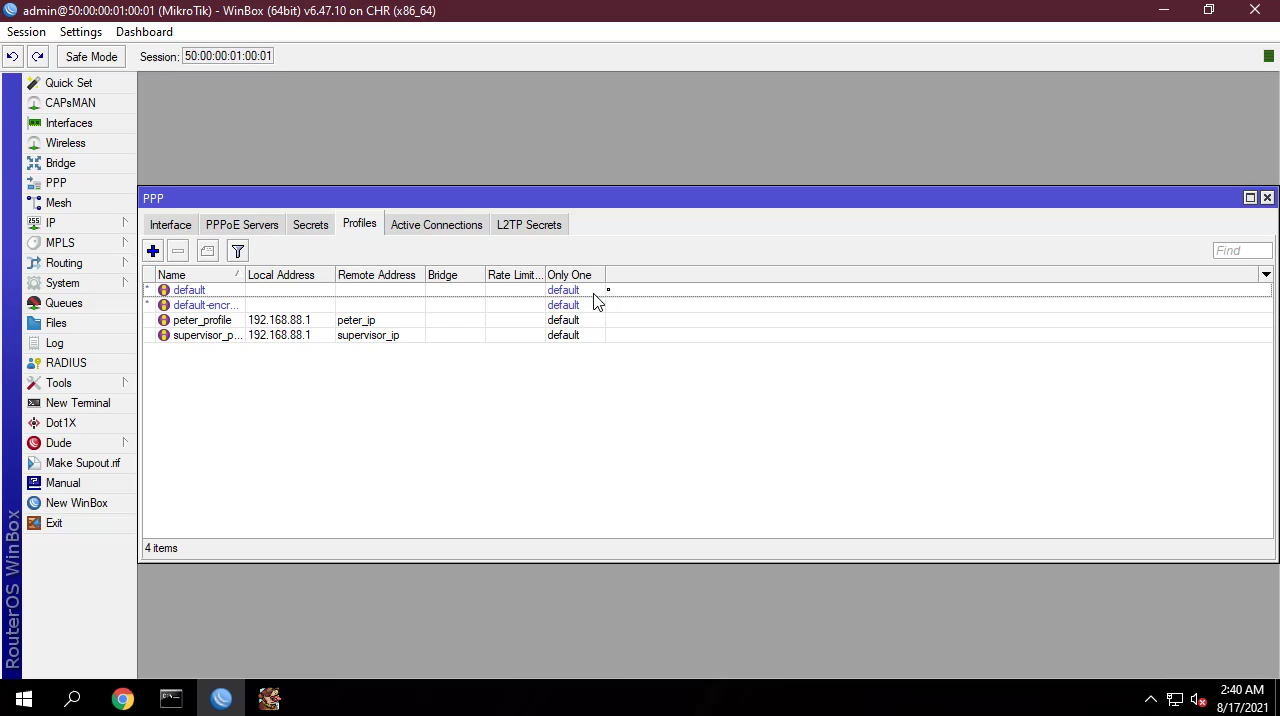 admin@50:00:00:01:00:01 (MikroTik) - WinBox (64bit) v6.47.10 on CHR (x86_64)
Session Settings Dashboard
Safe Mode Session: 50:00:00:01:00:01
Quick Set
CAPsMAN
Interfaces
Wireless
Bridge
PPP
Mesh
IP
MPLS
Routing
System
Queues
Files
Log
RADIUS
Tools
New Terminal
Dot1X
Dude
Make Supout.rif
Manual
New WinBox
Exit
RouterOS WinBox
PPP
Interface PPPoE Servers Secrets Profiles Active Connections L2TP Secrets
Find
Name Local Address Remote Address Bridge Rate Limit... Only One
* default default
* default-encr... default
peter_profile 192.168.88.1 peter_ip default
supervisor_p... 192.168.88.1 supervisor_ip default
4 items
2:40 AM
8/17/2021